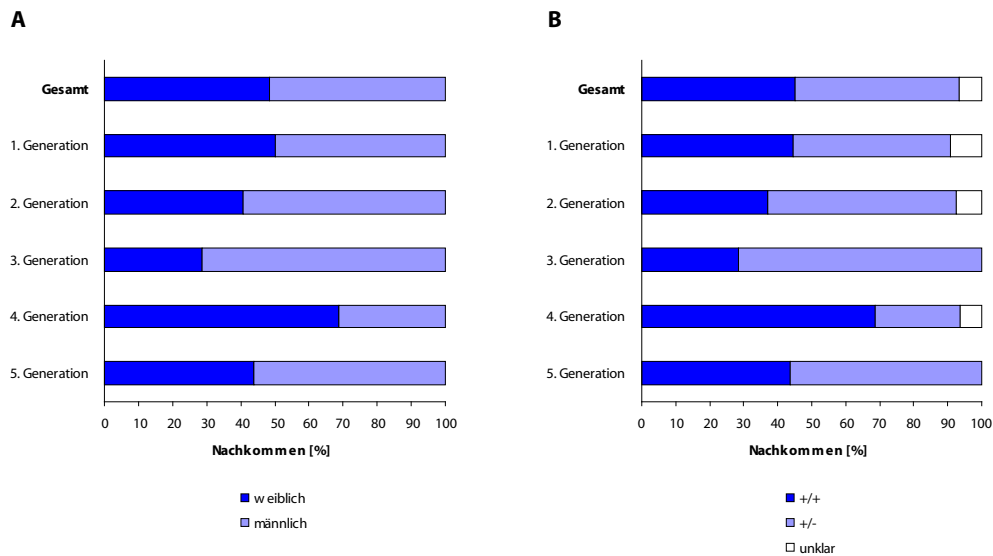 A
Gesamt
1. Generation
2. Generation
3. Generation
4. Generation
5. Generation
0 10 20 30 40 50 60 70 80 90 100
Nachkommen [%]
weiblich
männlich
B
Gesamt
1. Generation
2. Generation
3. Generation
4. Generation
5. Generation
0 10 20 30 40 50 60 70 80 90 100
Nachkommen [%]
+/+
+/-
unklar